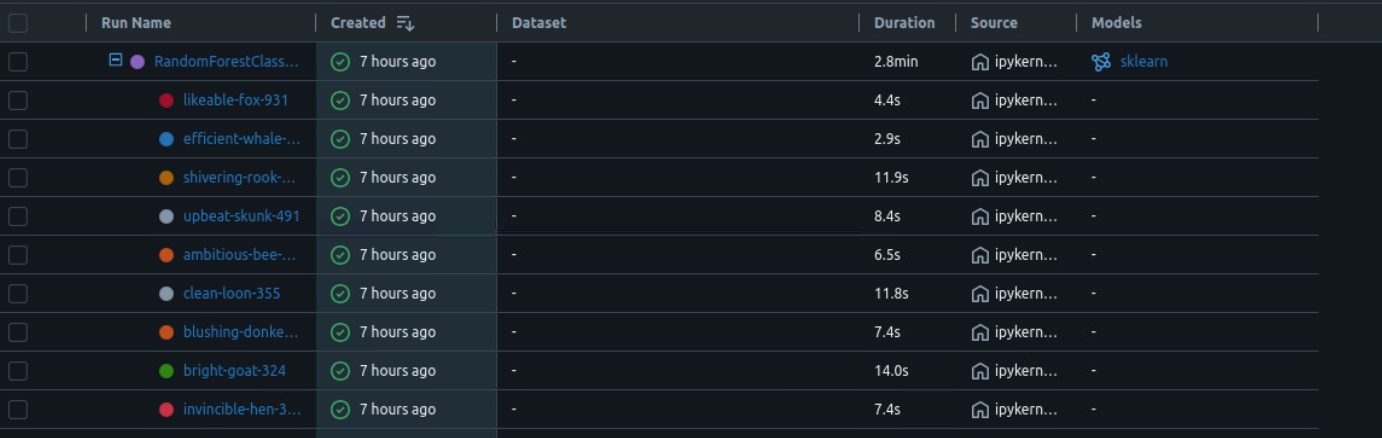 Run Name Created Dataset Duration Source Models
RandomForestClass... 7 hours ago - 2.8min ipykern... sklearn
likeable-fox-931 7 hours ago - 4.4s ipykern... -
efficient-whale-... 7 hours ago - 2.9s ipykern... -
shivering-rook-... 7 hours ago - 11.9s ipykern... -
upbeat-skunk-491 7 hours ago - 8.4s ipykern... -
ambitious-bee-... 7 hours ago - 6.5s ipykern... -
clean-loon-355 7 hours ago - 11.8s ipykern... -
blushing-donke... 7 hours ago - 7.4s ipykern... -
bright-goat-324 7 hours ago - 14.0s ipykern... -
invincible-hen-3... 7 hours ago - 7.4s ipykern... -